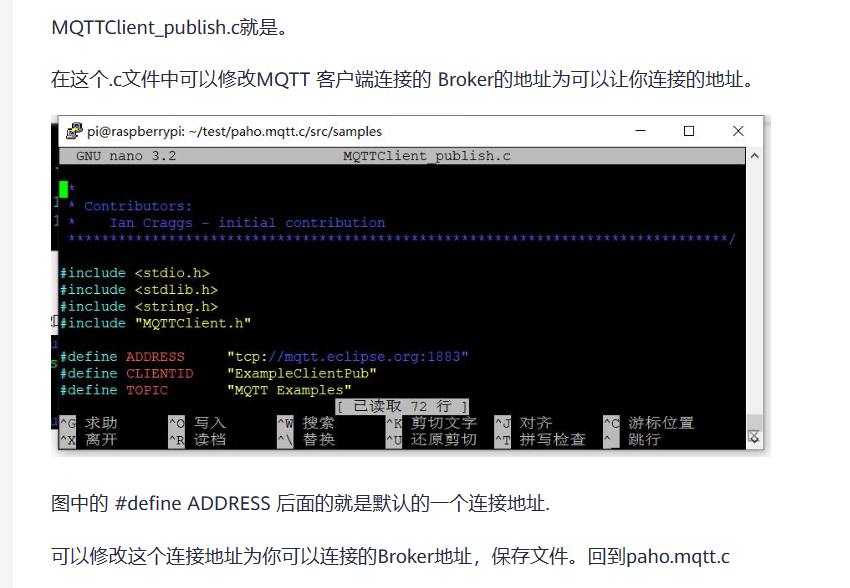 MQTTClient_publish.c就是。
在这个.c文件中可以修改MQTT 客户端连接的 Broker的地址为可以让你连接的地址。
pi@raspberrypi: ~/test/paho.mqtt.c/src/samples
GNU nano 3.2 MQTTClient_publish.c
*
* Contributors:
* Ian Craggs - initial contribution
*******************************************************************************/
#include <stdio.h>
#include <stdlib.h>
#include <string.h>
#include "MQTTClient.h"
#define ADDRESS "tcp://mqtt.eclipse.org:1883"
#define CLIENTID "ExampleClientPub"
#define TOPIC "MQTT Examples"
[ 已读取 72 行 ]
^G 求助 ^O 写入 ^W 搜索 ^K 剪切文字 ^J 对齐 ^C 游标位置
^X 离开 ^R 读档 ^\ 替换 ^U 还原剪切 ^T 拼写检查 ^_ 跳行
图中的 #define ADDRESS 后面的就是默认的一个连接地址.
可以修改这个连接地址为你可以连接的Broker地址，保存文件。回到paho.mqtt.c